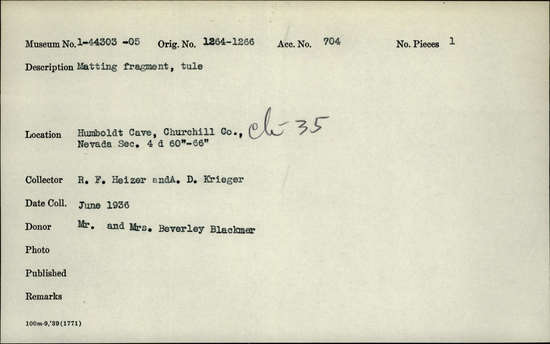 Museum No. 1-44303 -05 Orig. No. 1264-1266 Acc. No. 704 No. Pieces 1
Description Matting fragment, tule
Location Humboldt Cave, Churchill Co., Ch- 35
Nevada Sec. 4 d 60"-66"
Collector R. F. Heizer andA. D. Krieger
Date Coll. June 1936
Donor Mr. and Mrs. Beverley Blackmer
Photo
Published
Remarks
100m-9,'39(1771)